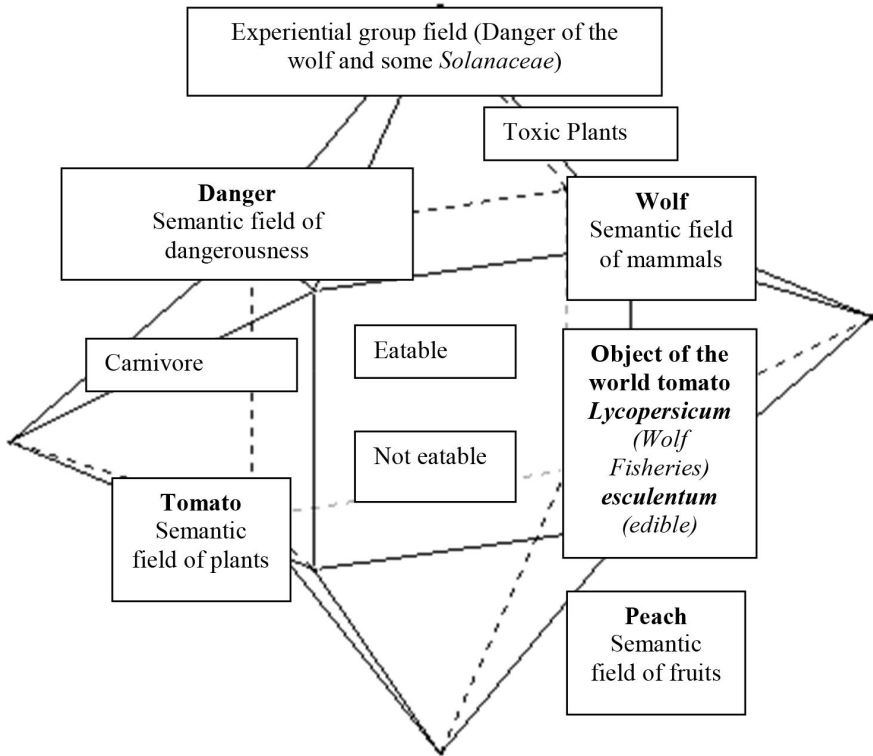 Experiential group field (Danger of the
wolf and some Solanaceae)
Toxic Plants
Danger
Semantic field of
dangerousness
Wolf
Semantic field
of mammals
Carnivore
Eatable
Object of the
world tomato
Lycopersicum
(Wolf
Fisheries)
esculentum
(edible)
Not eatable
Tomato
Semantic
field of plants
Peach
Semantic
field of fruits